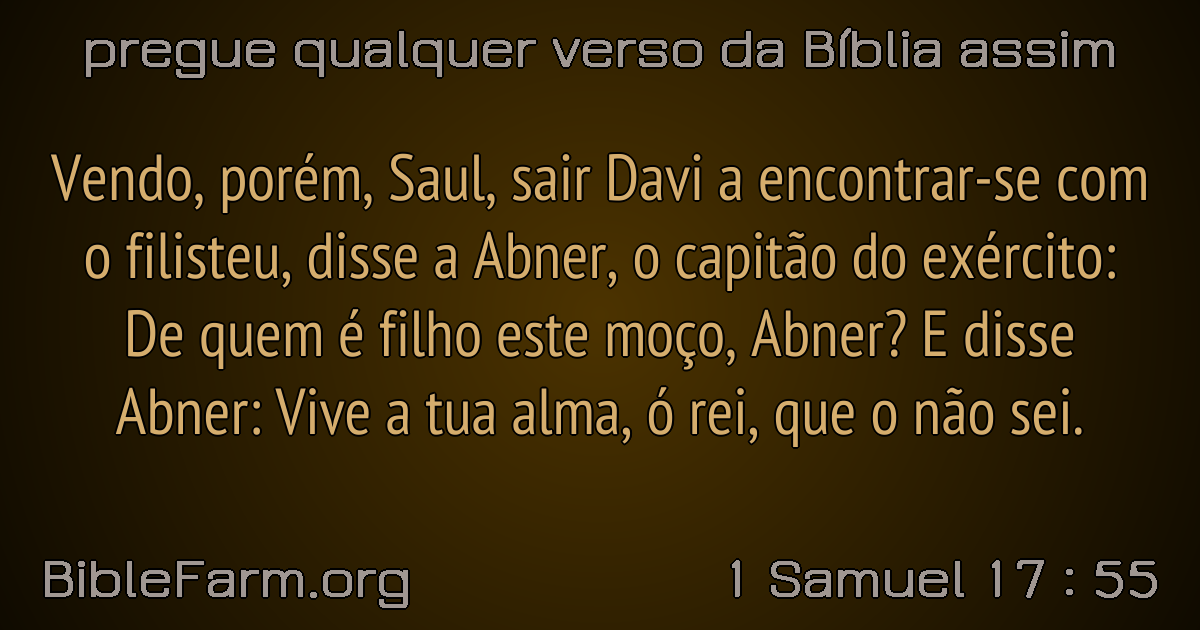 pregue qualquer verso da Bíblia assim
Vendo, porém, Saul, sair Davi a encontrar-se com
o filisteu, disse a Abner, o capitão do exército:
De quem é filho este moço, Abner? E disse
Abner: Vive a tua alma, ó rei, que o não sei.
BibleFarm.org
1 Samuel 17 : 55